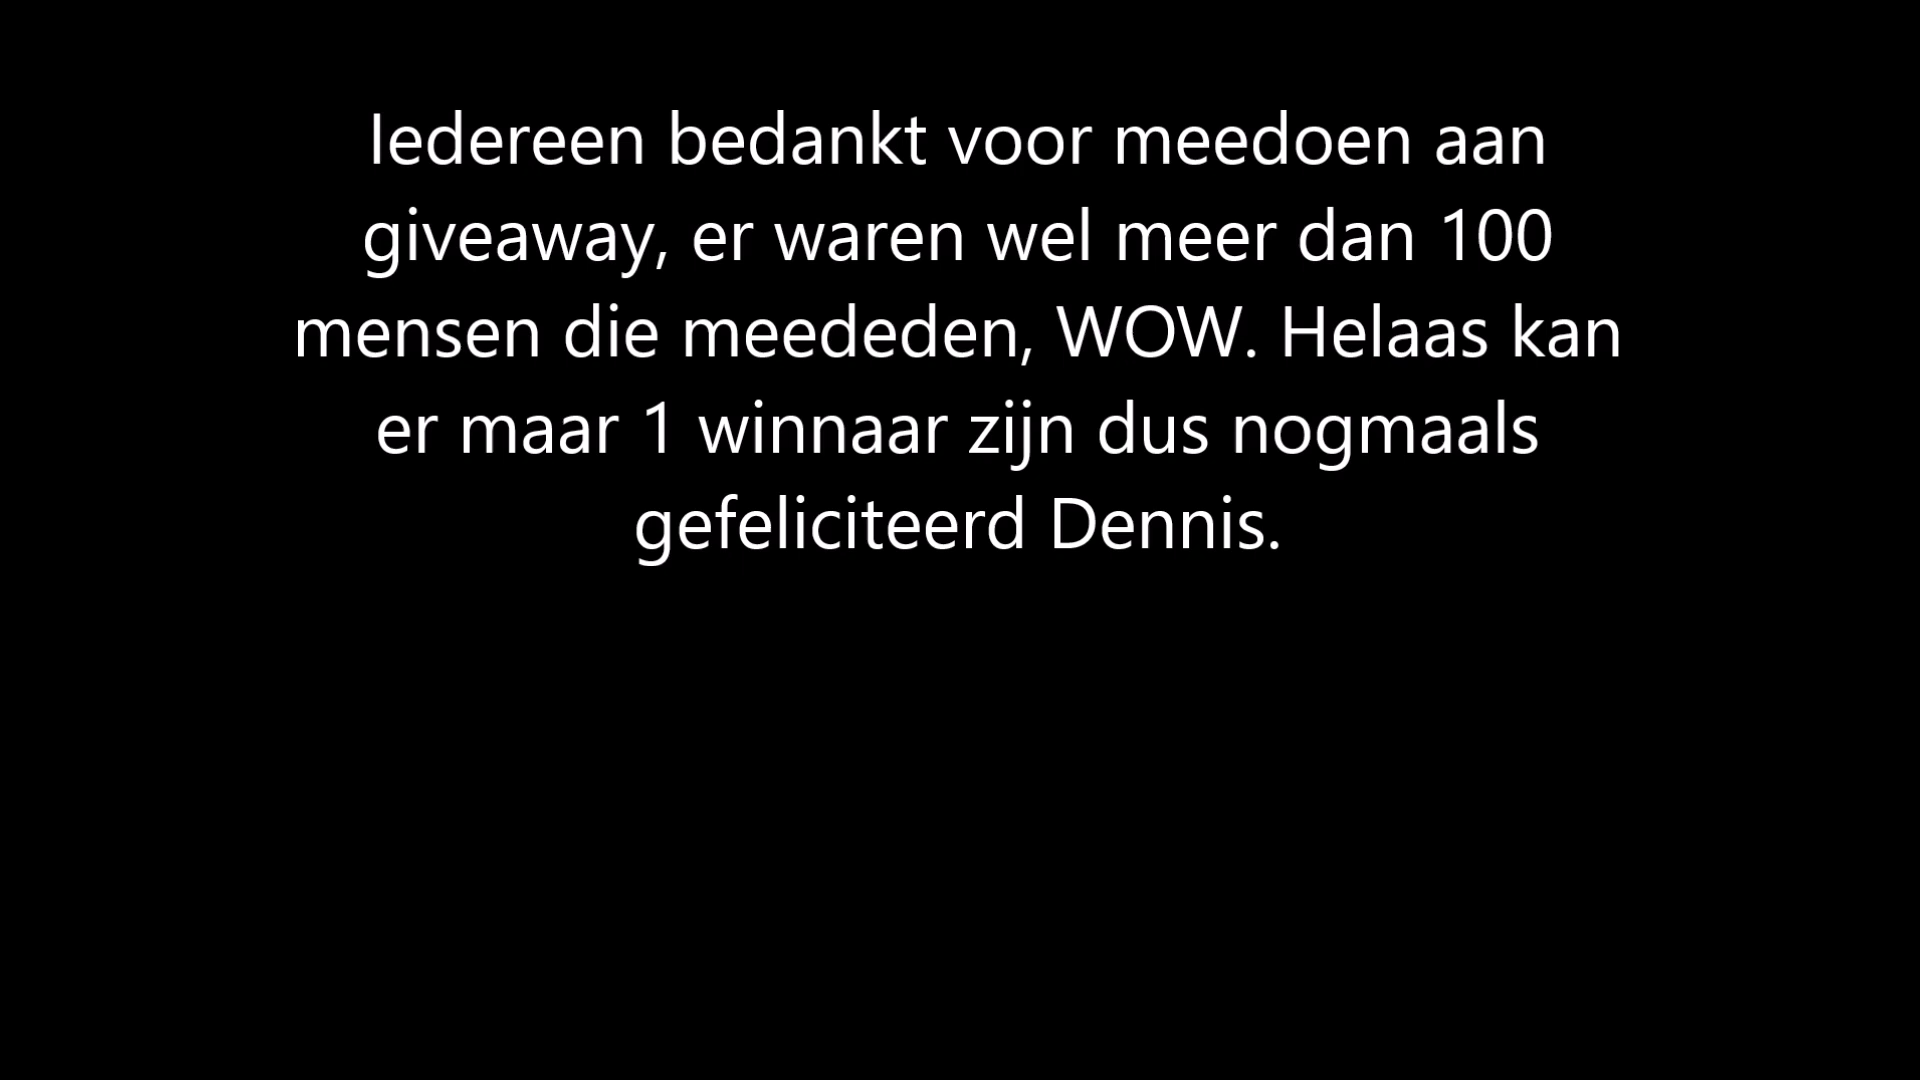 Iedereen bedankt voor meedoen aan
giveaway, er waren wel meer dan 100
mensen die meededen, WOW. Helaas kan
er maar 1 winnaar zijn dus nogmaals
gefeliciteerd Dennis.